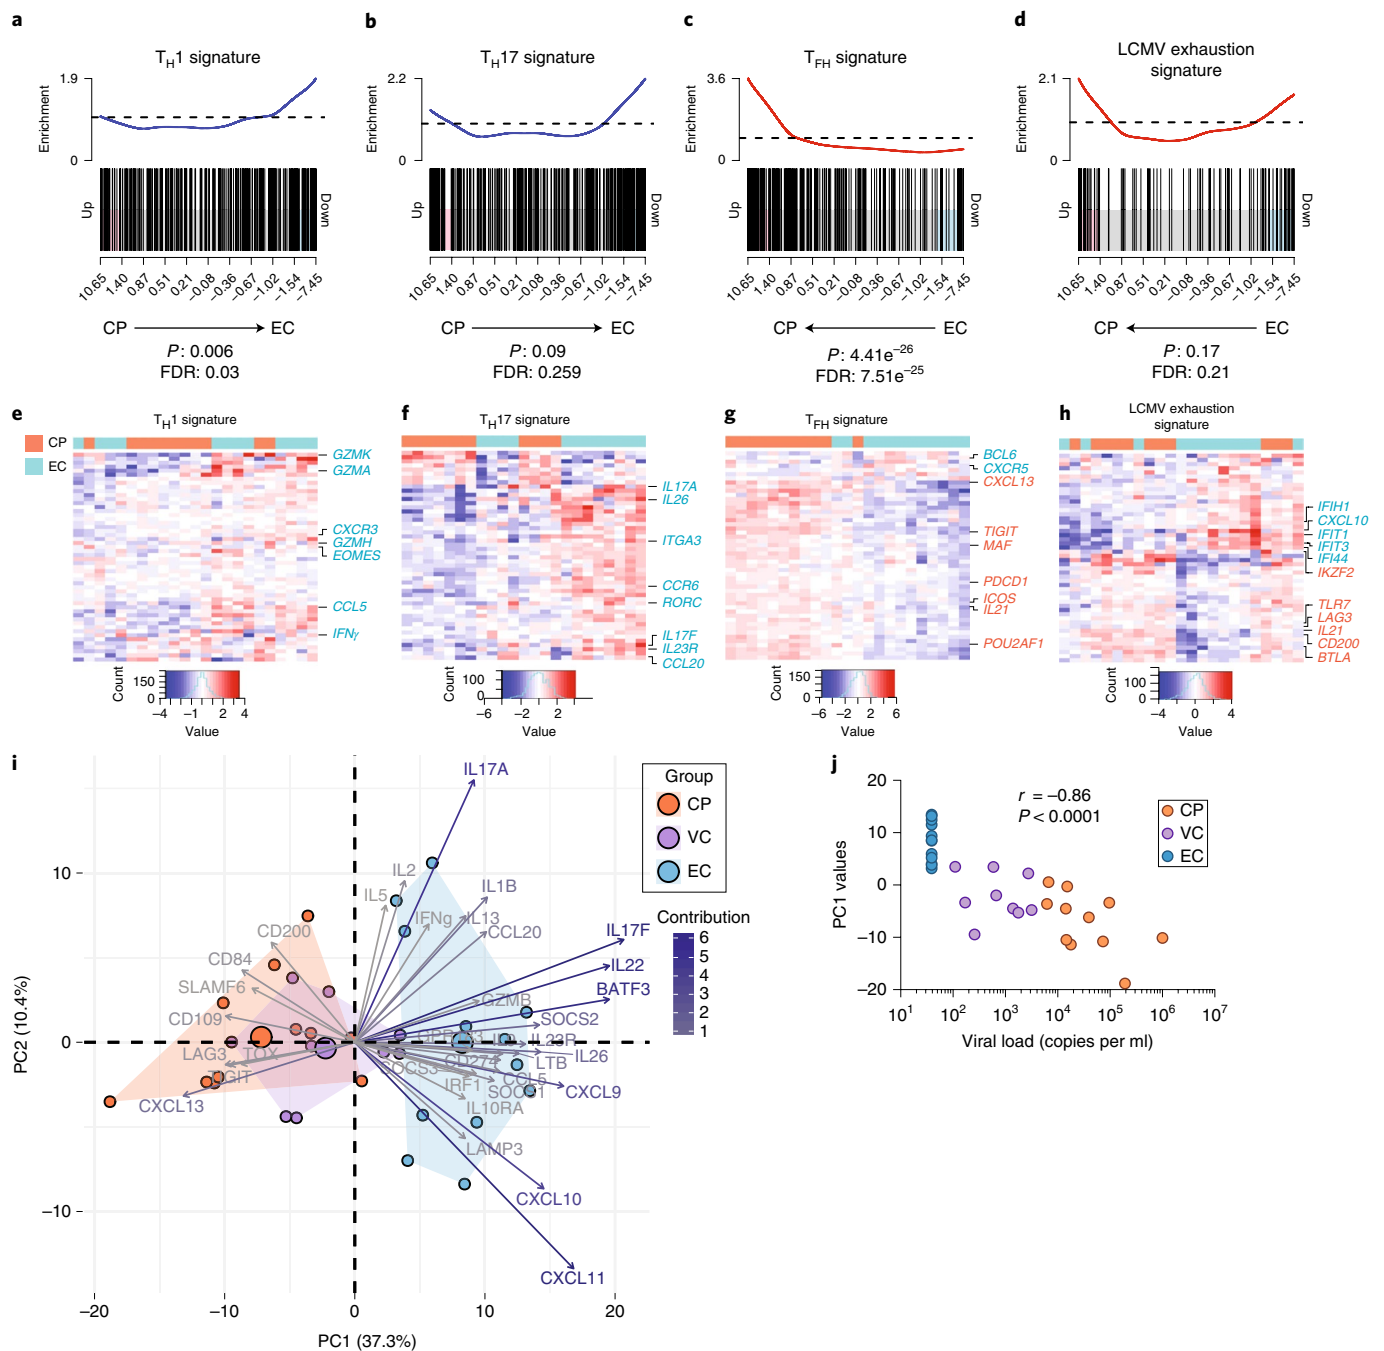 a
TH1 signature
1.9
Enrichment
0
Up
Down
10.65 1.40 0.87 0.51 0.21 −0.08 −0.36 −0.67 −1.02 −1.54 −7.45
CP EC
P: 0.006
FDR: 0.03
b
TH17 signature
2.2
Enrichment
0
Up
Down
10.65 1.40 0.87 0.51 0.21 −0.08 −0.36 −0.67 −1.02 −1.54 −7.45
CP EC
P: 0.09
FDR: 0.259
c
TFH signature
3.6
Enrichment
0
Up
Down
10.65 1.40 0.87 0.51 0.21 −0.08 −0.36 −0.67 −1.02 −1.54 −7.45
CP EC
P: 4.41e−26
FDR: 7.51e−25
d
LCMV exhaustion
signature
2.1
Enrichment
0
Up
Down
10.65 1.40 0.87 0.51 0.21 −0.08 −0.36 −0.67 −1.02 −1.54 −7.45
CP EC
P: 0.17
FDR: 0.21
e
TH1 signature
CP
EC
GZMK
GZMA
CXCR3
GZMH
EOMES
CCL5
IFNγ
Count
150
0
−4 −1 2 4
Value
f
TH17 signature
IL17A
IL26
ITGA3
CCR6
RORC
IL17F
IL23R
CCL20
Count
100
0
−6 −2 2
Value
g
TFH signature
BCL6
CXCR5
CXCL13
TIGIT
MAF
PDCD1
ICOS
IL21
POU2AF1
Count
150
0
−6 −2 2 6
Value
h
LCMV exhaustion
signature
IFIH1
CXCL10
IFIT1
IFIT3
IFI44
IKZF2
TLR7
LAG3
IL21
CD200
BTLA
Count
100
0
−4 0 4
Value
i
IL17A
IL2
IL5
IL1B
IFNg
IL13
CCL20
IL17F
IL22
BATF3
CD200
CD84
SLAMF6
CD109
GZMB
SOCS2
IL23R
IL26
LTB
CD274
SOCS3
IRF1
CCL5
SOCS1
CXCL9
IL10RA
LAG3
TOX
TIGIT
CXCL13
LAMP3
CXCL10
CXCL11
Group
CP
VC
EC
Contribution
6
5
4
3
2
1
PC2 (10.4%)
10
0
−10
−20 −10 0 10 20
PC1 (37.3%)
j
r = −0.86
P < 0.0001
CP
VC
EC
PC1 values
20
10
0
−10
−20
10^1 10^2 10^3 10^4 10^5 10^6 10^7
Viral load (copies per ml)